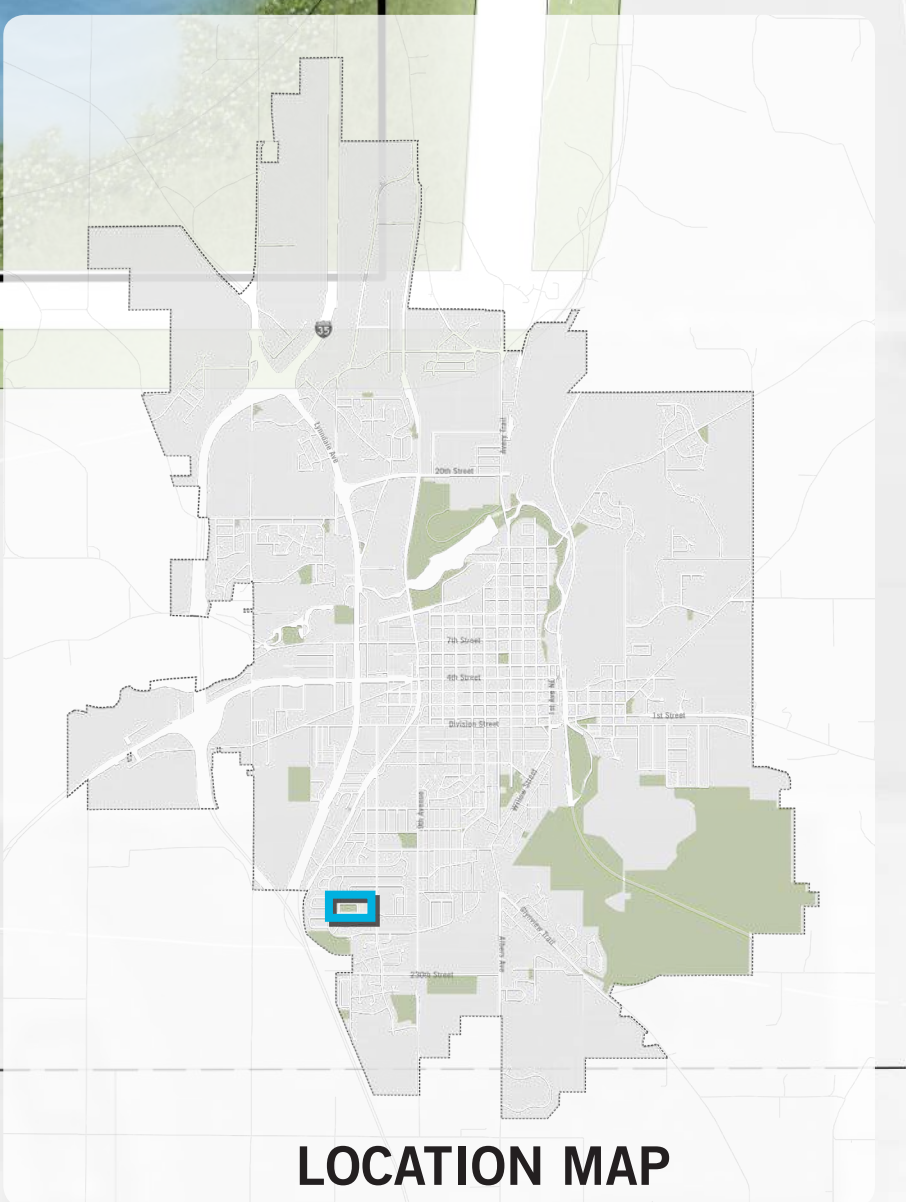 35
Lyndale Ave
Avery Trail
20th Street
7th Street
4th Street
1st Ave NE
1st Street
Division Street
Willow Street
8th Avenue
Glynview Trail
Albers Ave
230th Street
LOCATION MAP